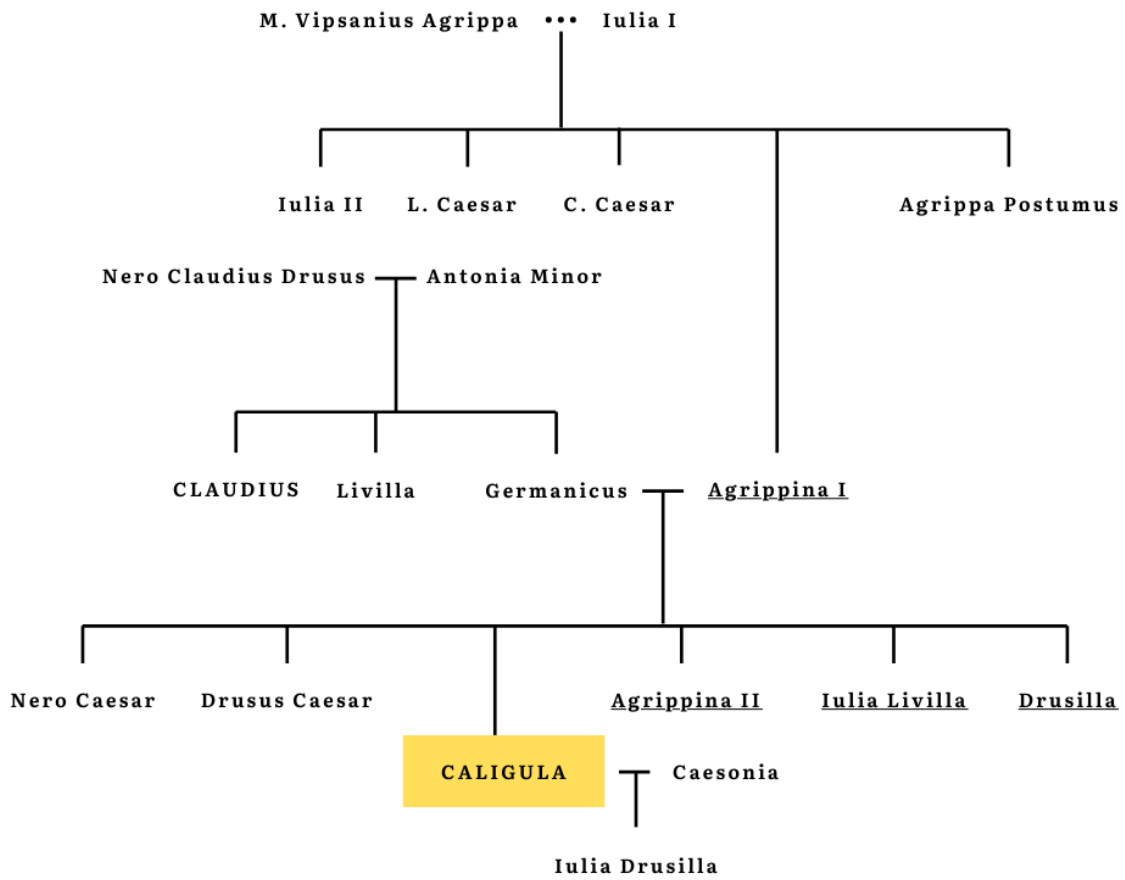 M. Vipsanius Agrippa ••• Iulia I
Iulia II L. Caesar C. Caesar Agrippa Postumus
Nero Claudius Drusus Antonia Minor
CLAUDIUS Livilla Germanicus Agrippina I
Nero Caesar Drusus Caesar Agrippina II Iulia Livilla Drusilla
CALIGULA Caesonia
Iulia Drusilla